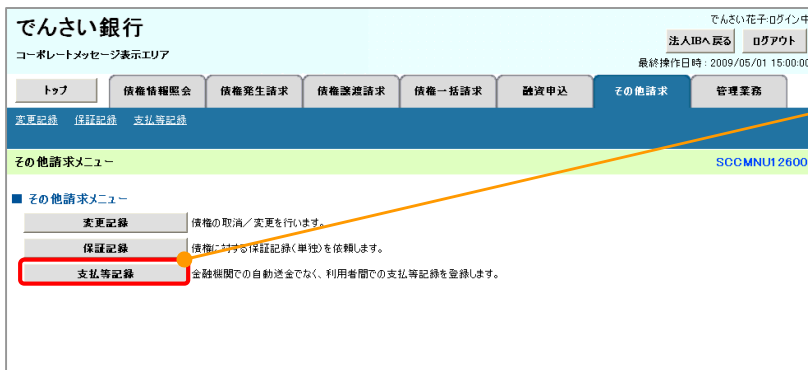 でんさい銀行
コーポレートメッセージ表示エリア
でんさい花子:ログイン中
法人IBへ戻る ログアウト
最終操作日時:2009/05/01 15:00:00
トップ 債権情報照会 債権発生請求 債権譲渡請求 債権一括請求 融資申込 その他請求 管理業務
変更記録 保証記録 支払等記録
その他請求メニュー SCCMNU12600
■ その他請求メニュー
変更記録 債権の取消/変更を行います。
保証記録 債権に対する保証記録(単独)を依頼します。
支払等記録 金融機関での自動送金でなく、利用者間での支払等記録を登録します。